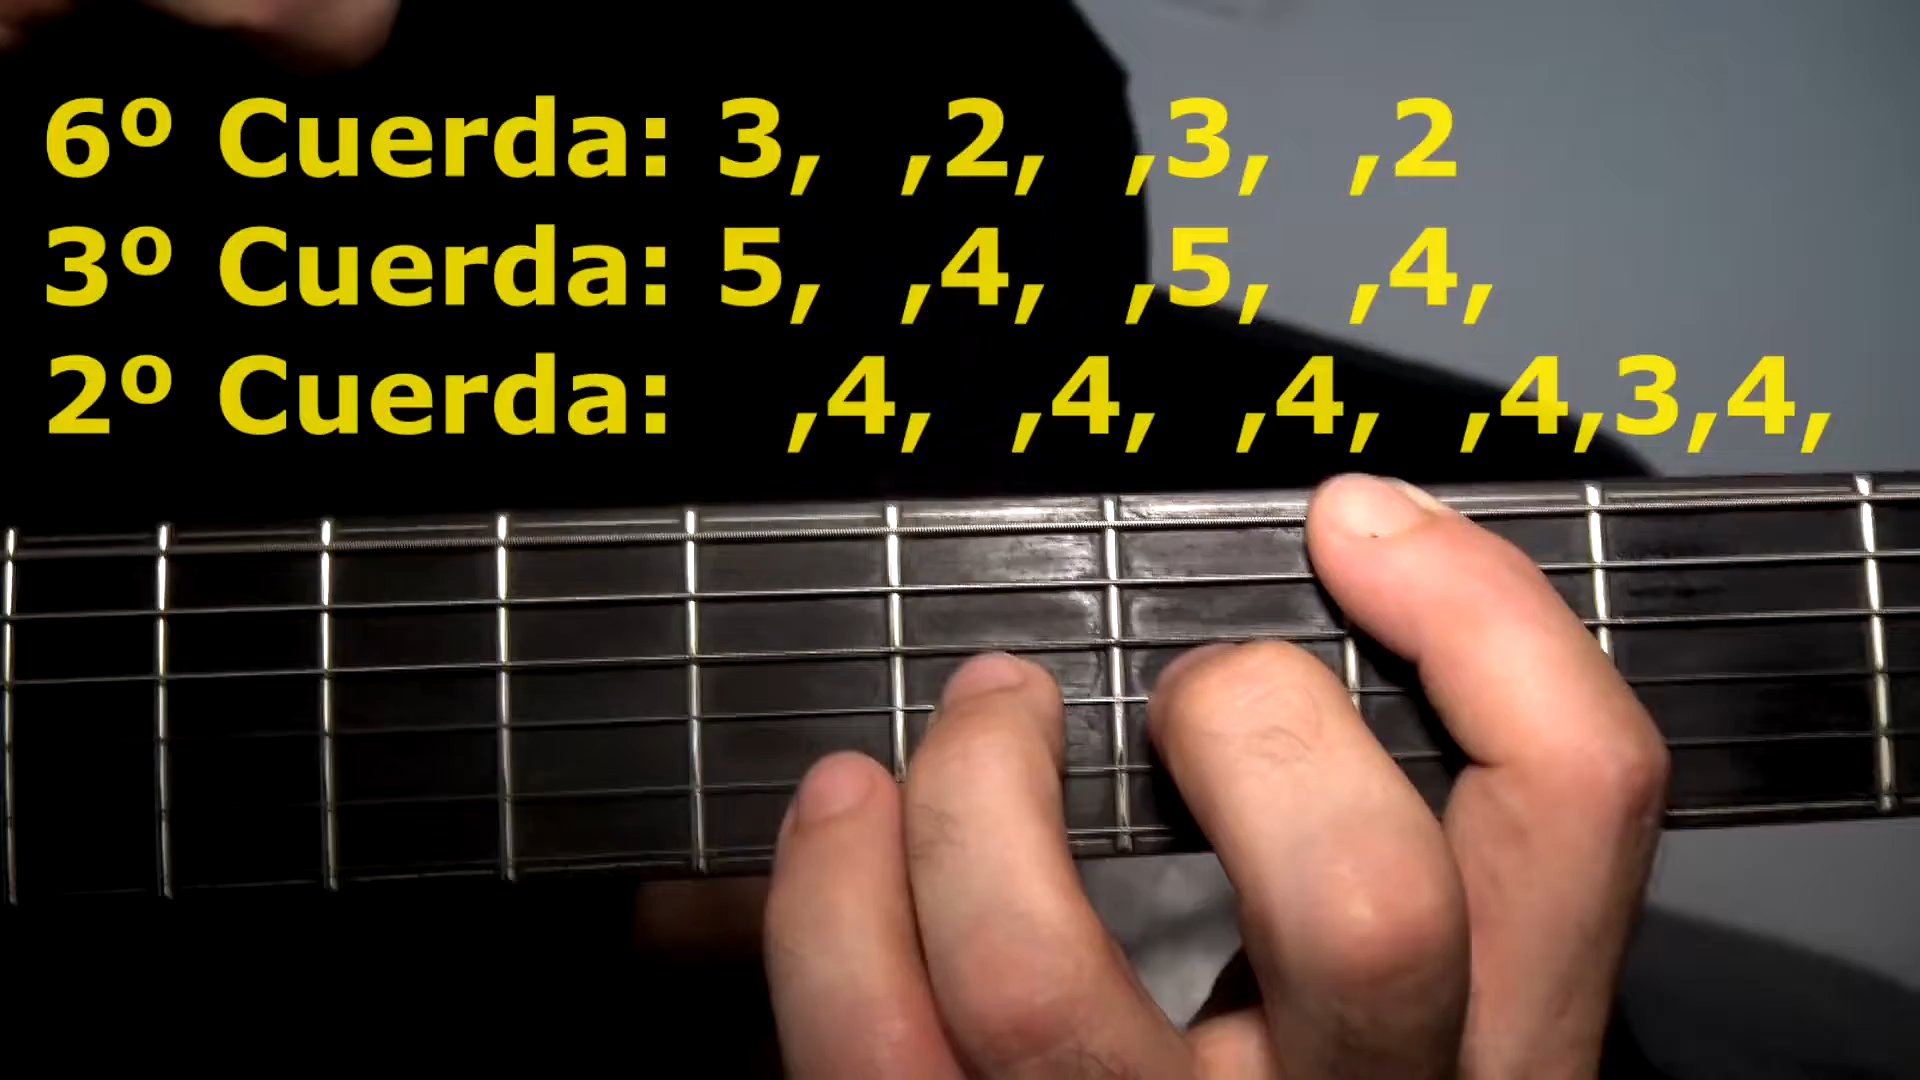 6º Cuerda: 3,  ,2,  ,3,  ,2
3º Cuerda: 5,  ,4,  ,5,  ,4,
2º Cuerda:   ,4,  ,4,  ,4,  ,4,3,4,